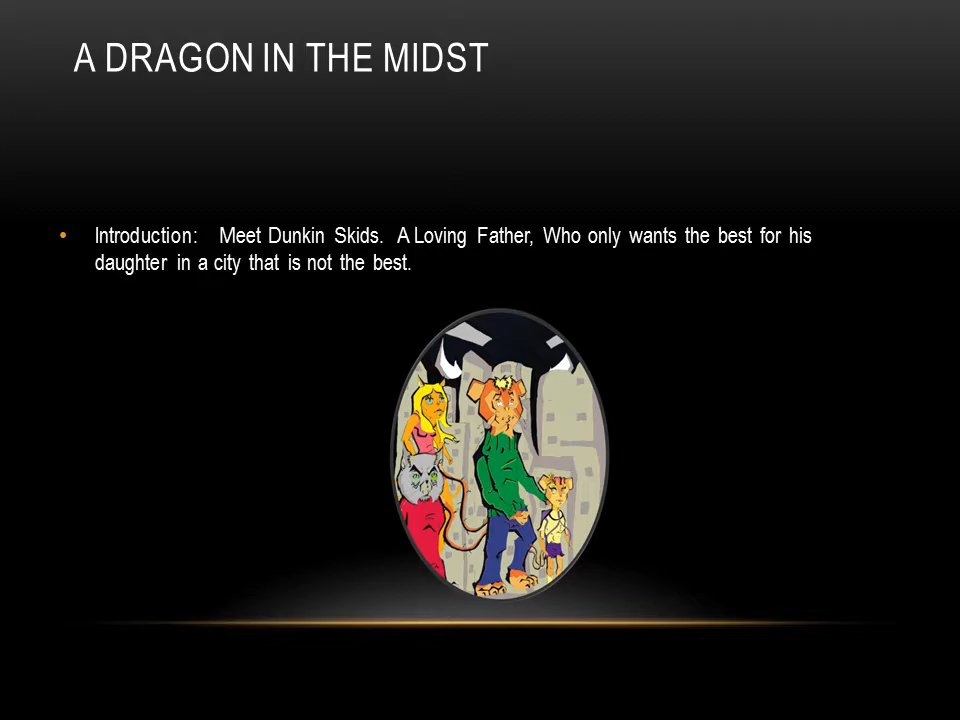 A DRAGON IN THE MIDST
• Introduction: Meet Dunkin Skids. A Loving Father, Who only wants the best for his
daughter in a city that is not the best.